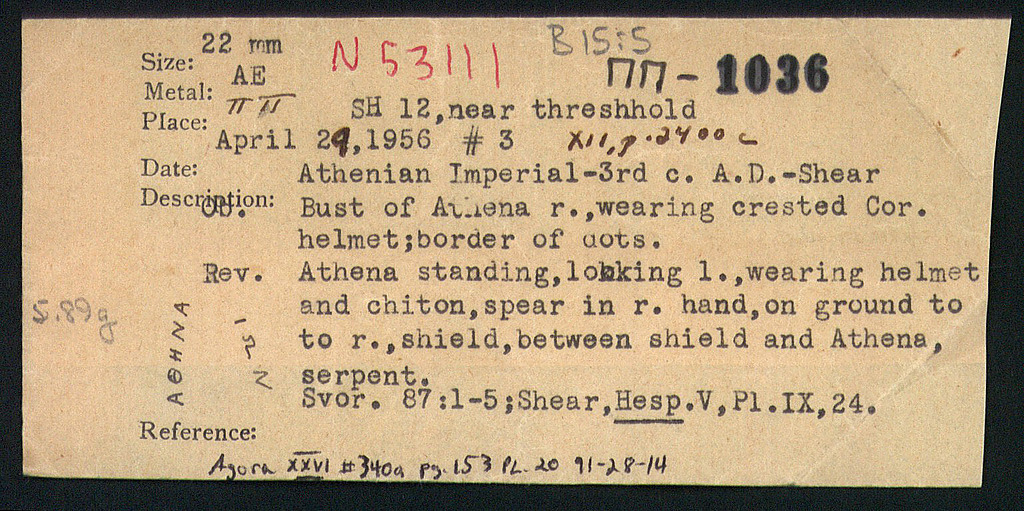 22 mm N 53111 B 15:5 ΠΠ - 1036
Size:
AE
Metal:
ΠΠ SH 12,near threshhold
Place:
April 29,1956 # 3 XII, p. 2400 c
Date: Athenian Imperial-3rd c. A.D.-Shear
Description:
Ob. Bust of Athena r.,wearing crested Cor.
helmet;border of dots.
Rev. Athena standing,looking l.,wearing helmet
and chiton,spear in r. hand,on ground to
to r.,shield,between shield and Athena,
serpent.
5.89g
ΑΘΗΝΑ
Svor. 87:1-5;Shear,Hesp.V,Pl.IX,24.
Reference:
Agora XXVI #340a pg.153 PL. 20 91-28-14